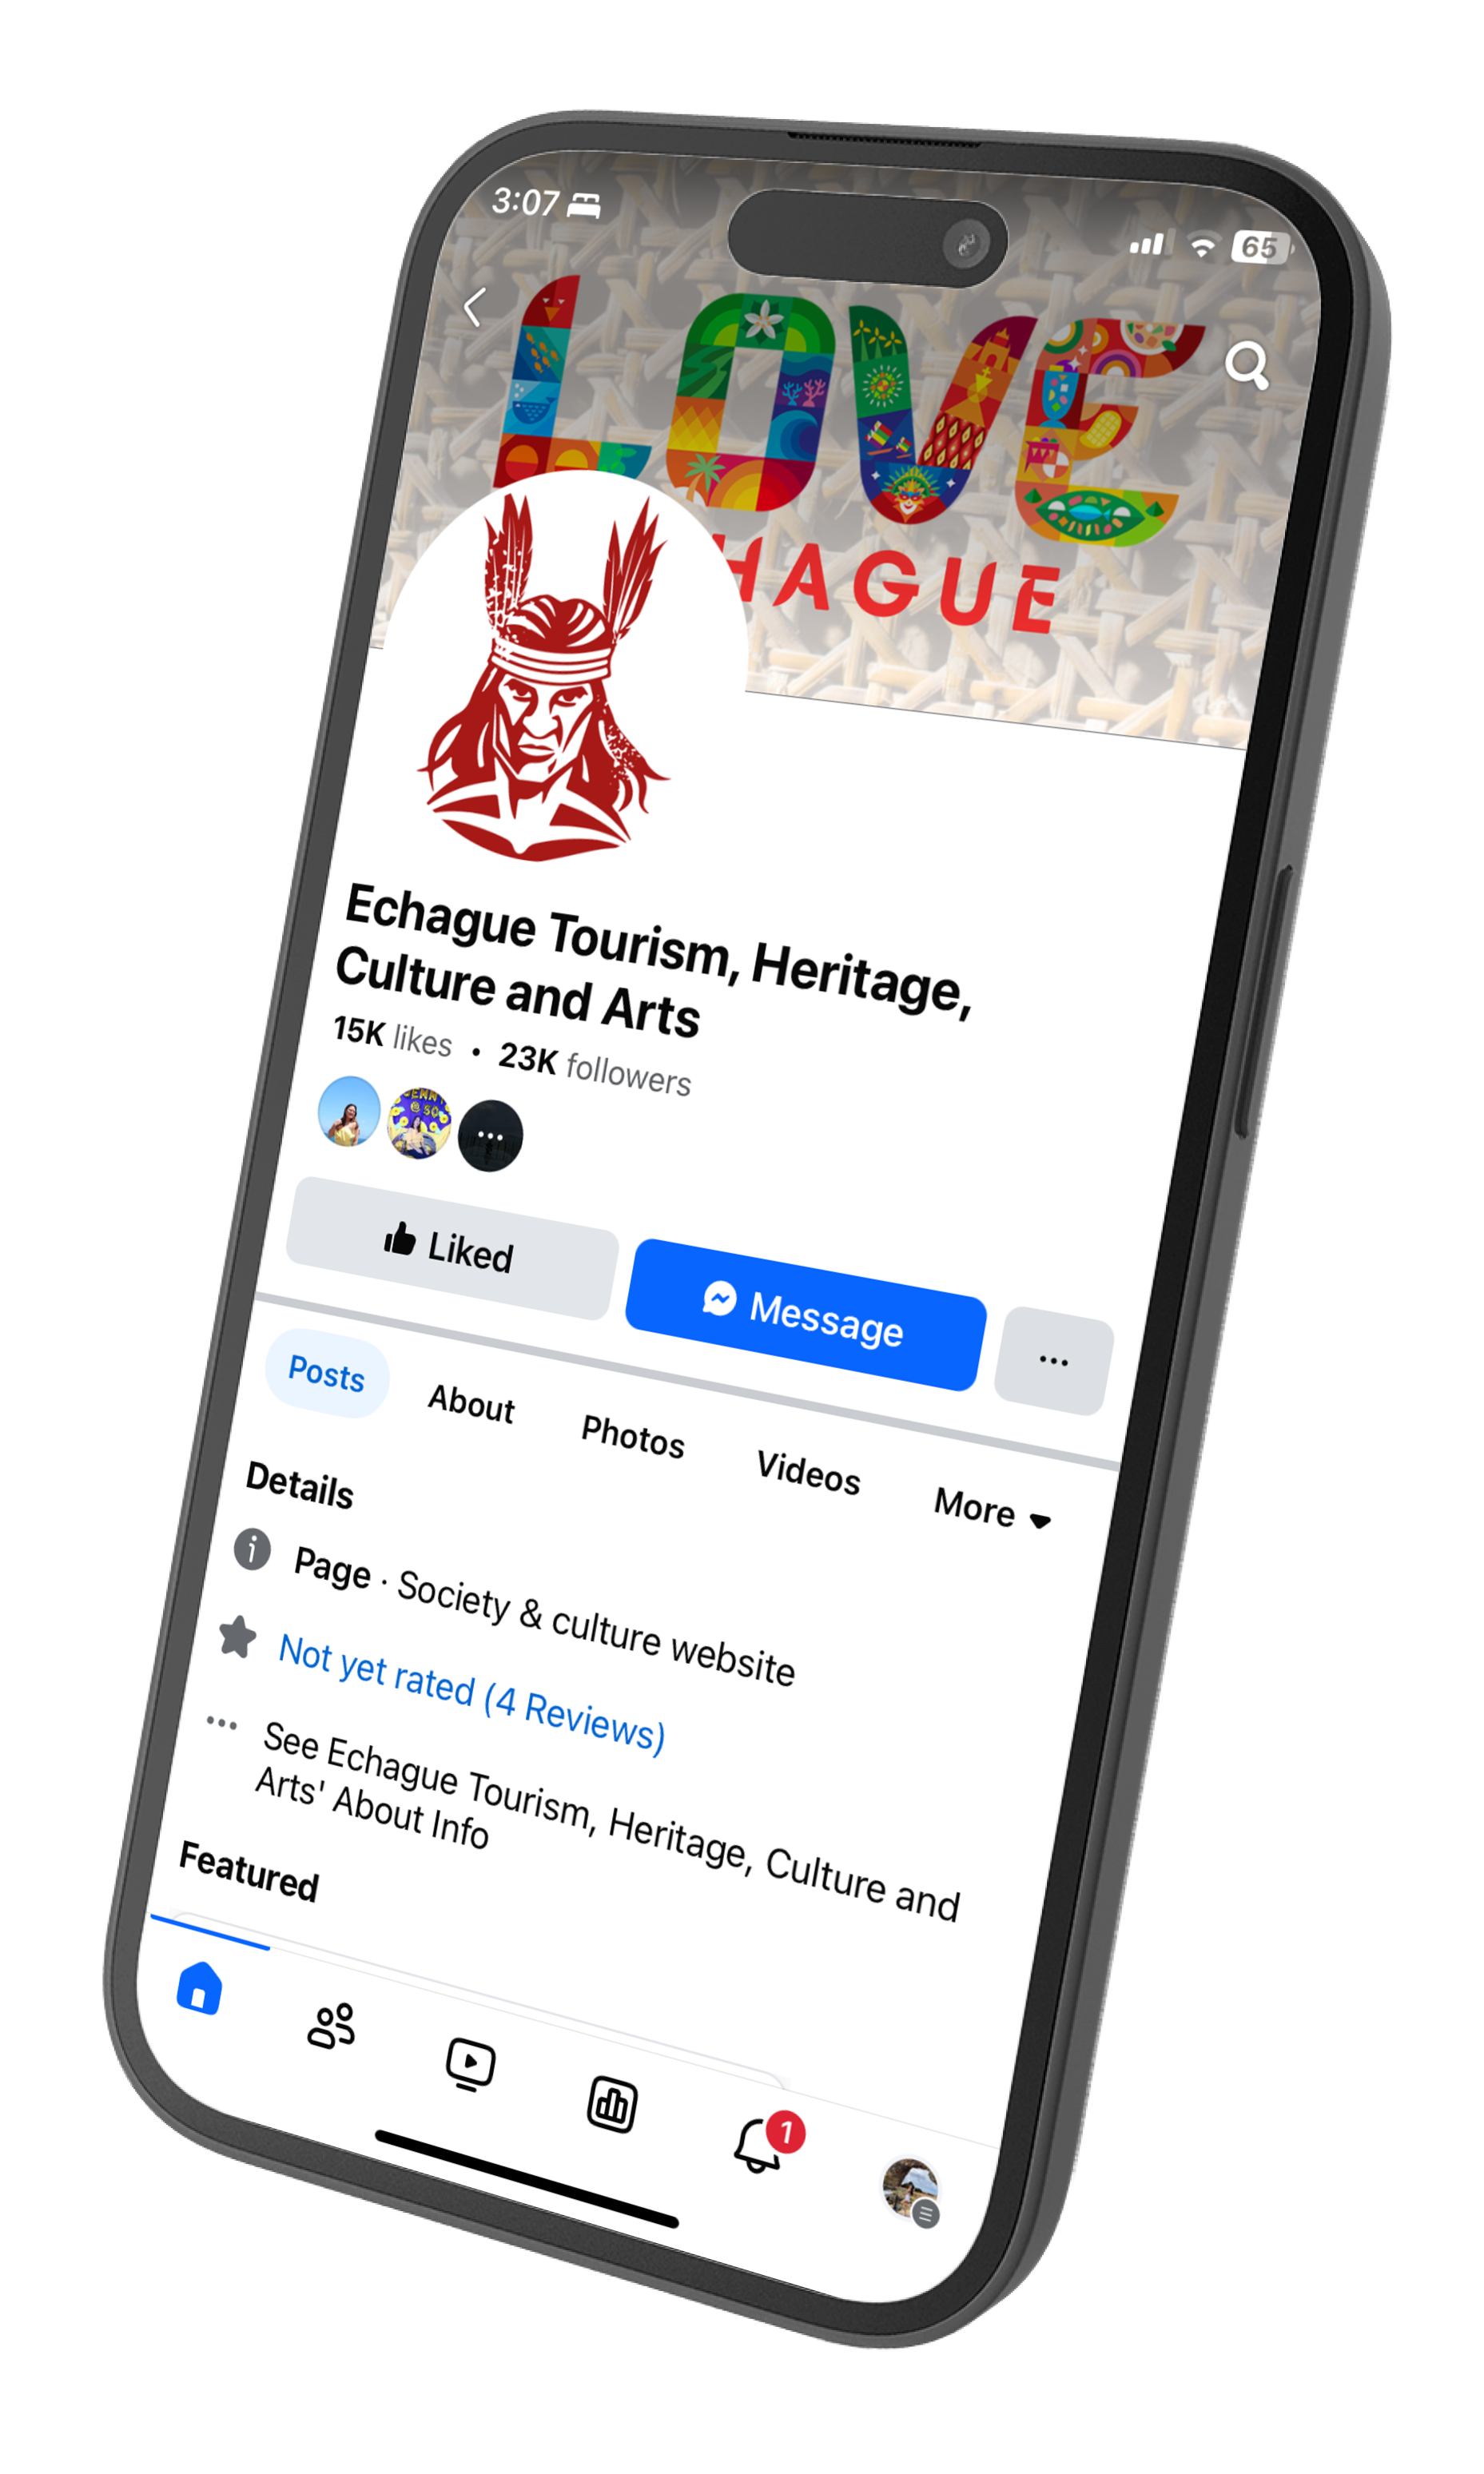 3:07
65
LOVE
HAGUE
Echague Tourism, Heritage,
Culture and Arts
15K likes • 23K followers
Liked
Message
Posts
About
Photos
Videos
More
Details
Page · Society & culture website
Not yet rated (4 Reviews)
See Echague Tourism, Heritage, Culture and
Arts' About Info
Featured
1